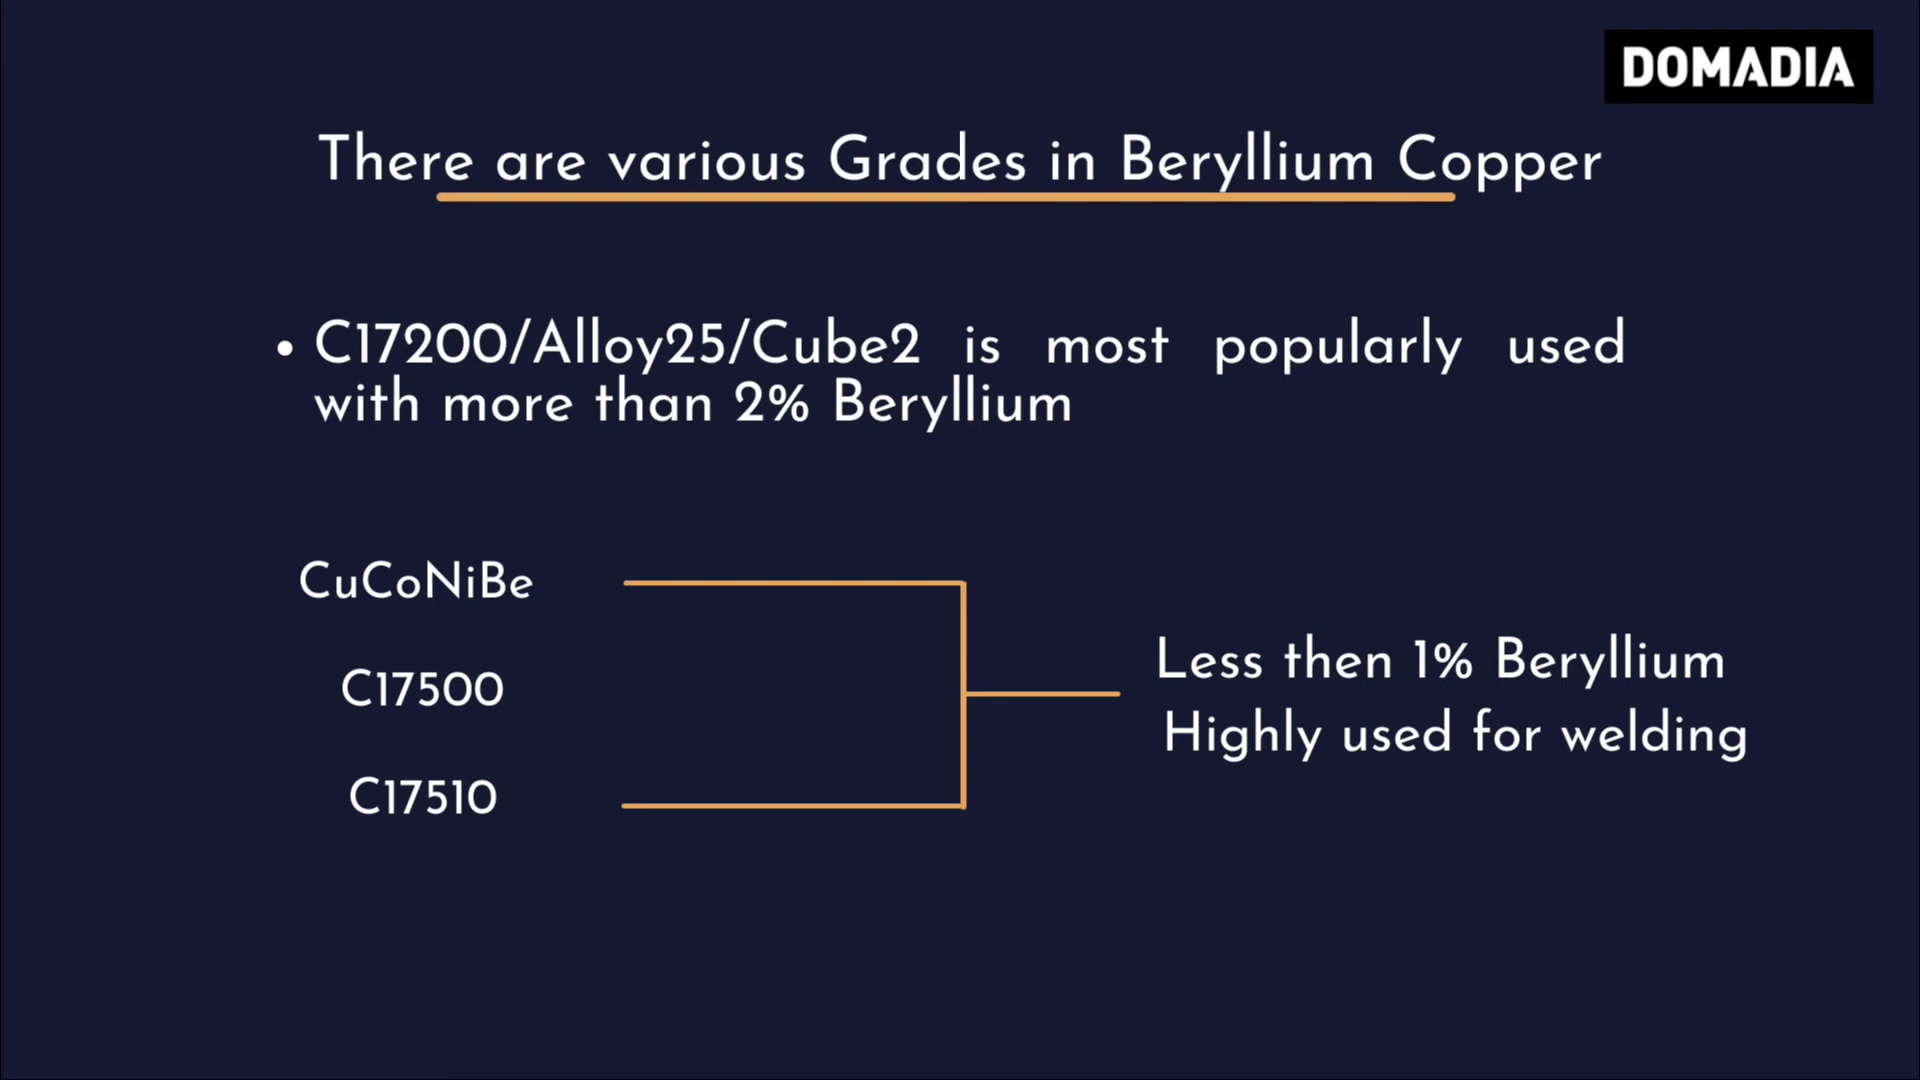 DOMADIA
There are various Grades in Beryllium Copper
• C17200/Alloy25/Cube2 is most popularly used
with more than 2% Beryllium
CuCoNiBe
C17500
C17510
Less then 1% Beryllium
Highly used for welding